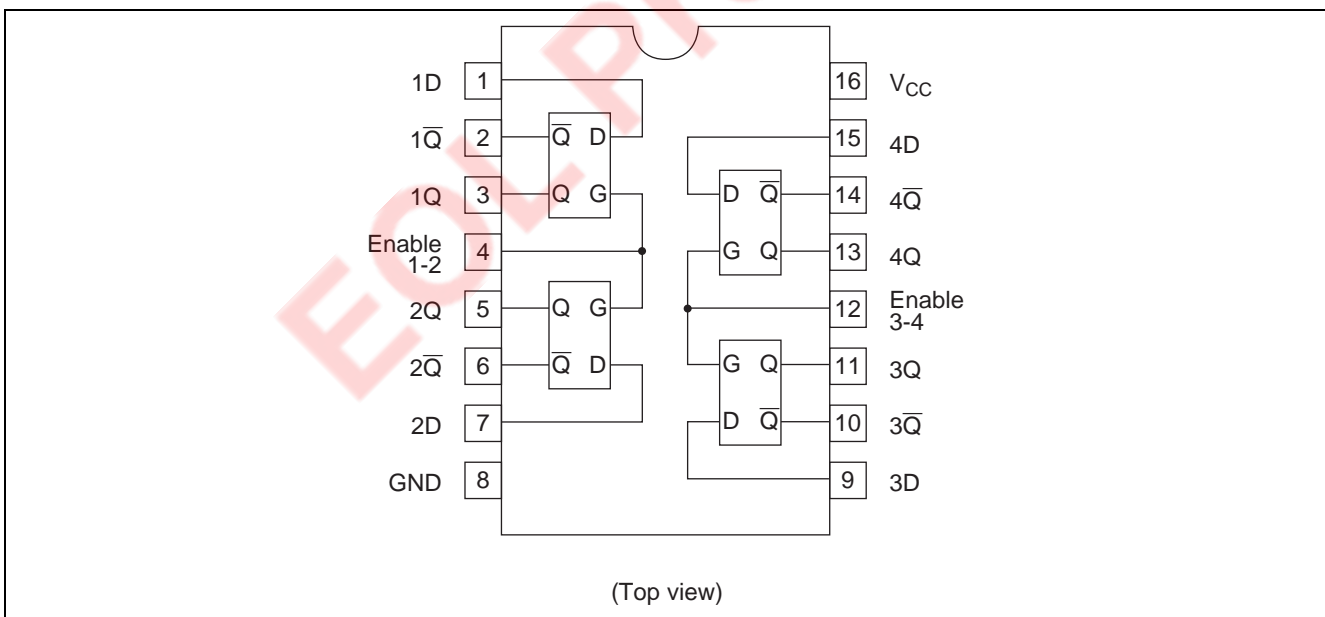 EOL P
1D 1
1Q̅ 2
1Q 3
Enable
1-2 4
2Q 5
2Q̅ 6
2D 7
GND 8
Q̅ D
Q G
Q G
Q̅ D
D Q̅
G Q
G Q
D Q̅
16 VCC
15 4D
14 4Q̅
13 4Q
12 Enable
3-4
11 3Q
10 3Q̅
9 3D
(Top view)